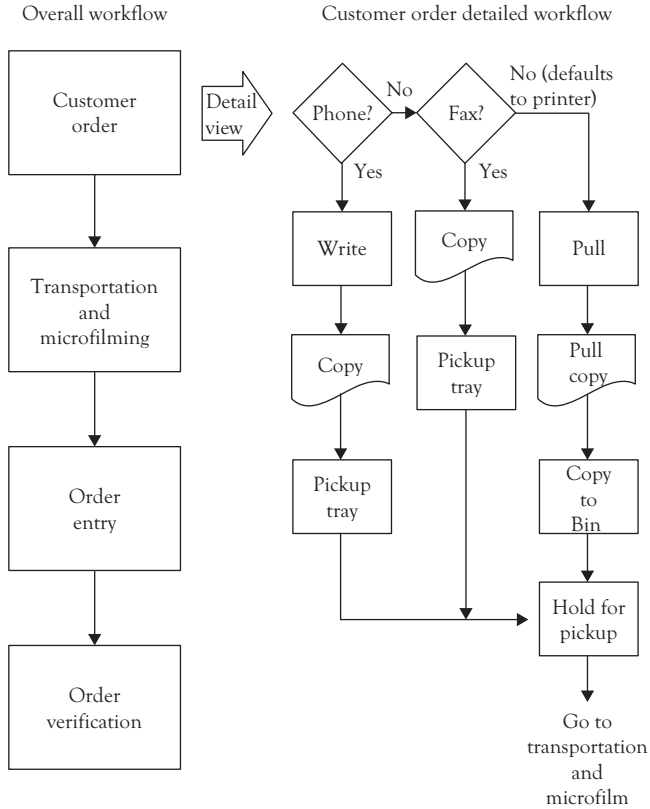 Overall workflow
Customer
order
Transportation
and
microfilming
Order
entry
Order
verification
Detail
view
Customer order detailed workflow
Phone?
No
Fax?
No (defaults
to printer)
Yes
Yes
Write
Copy
Pickup
tray
Copy
Pickup
tray
Pull
Pull
copy
Copy
to
Bin
Hold for
pickup
Go to
transportation
and
microfilm